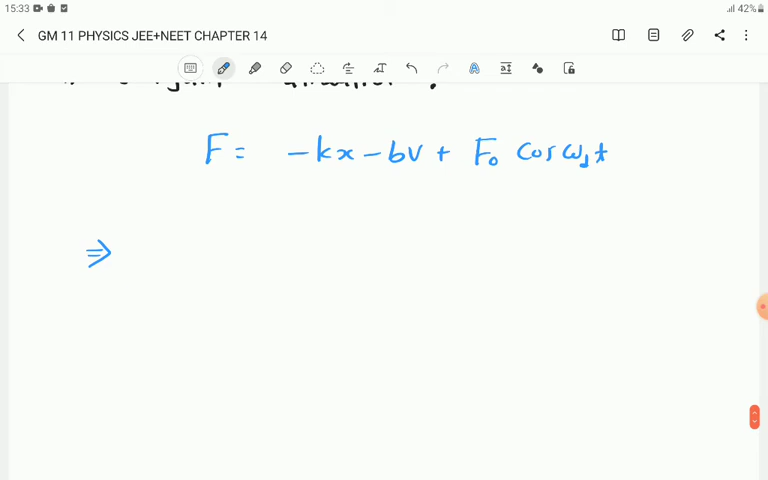 15:33 42%
GM 11 PHYSICS JEE+NEET CHAPTER 14
F = -kx - bv + F₀ cos ω_d t
⇒